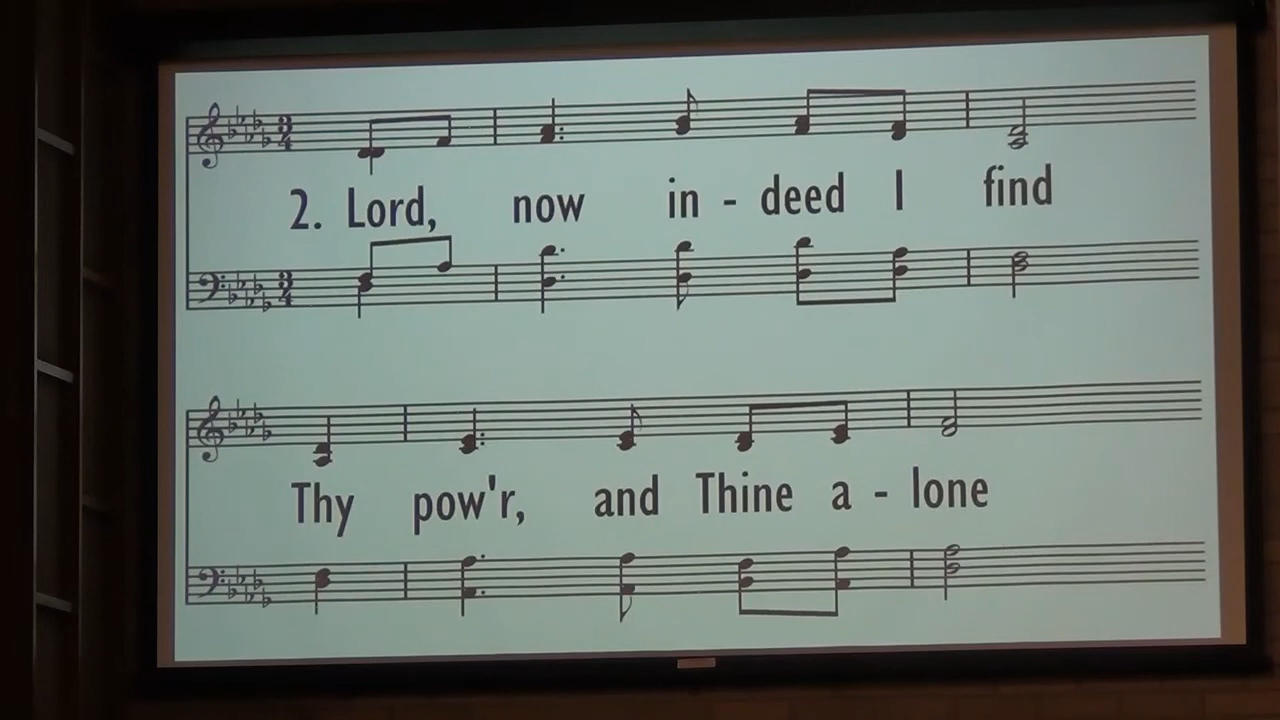 2. Lord, now in - deed I find
Thy pow'r, and Thine a - lone